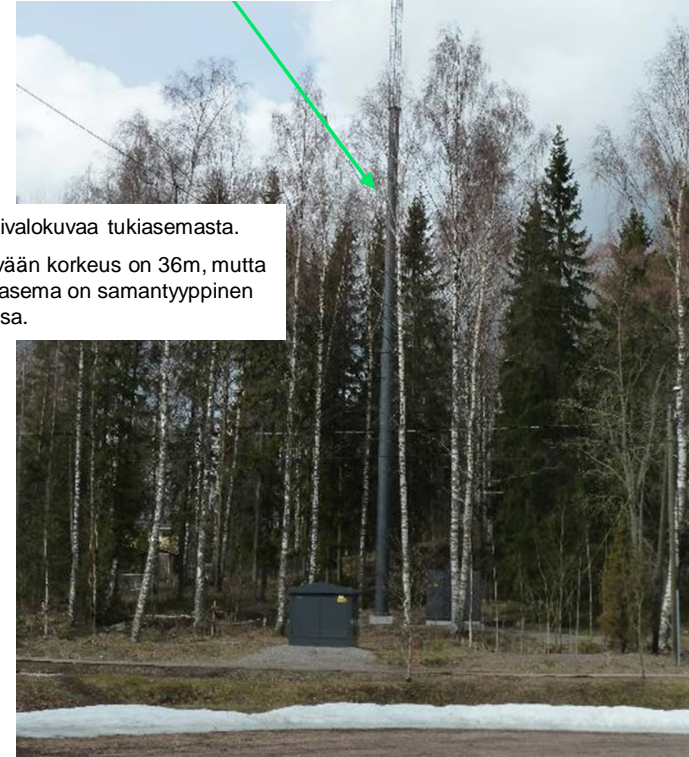 ivalokuvaa tukiasemasta.
vään korkeus on 36m, mutta
asema on samantyyppinen
sa.